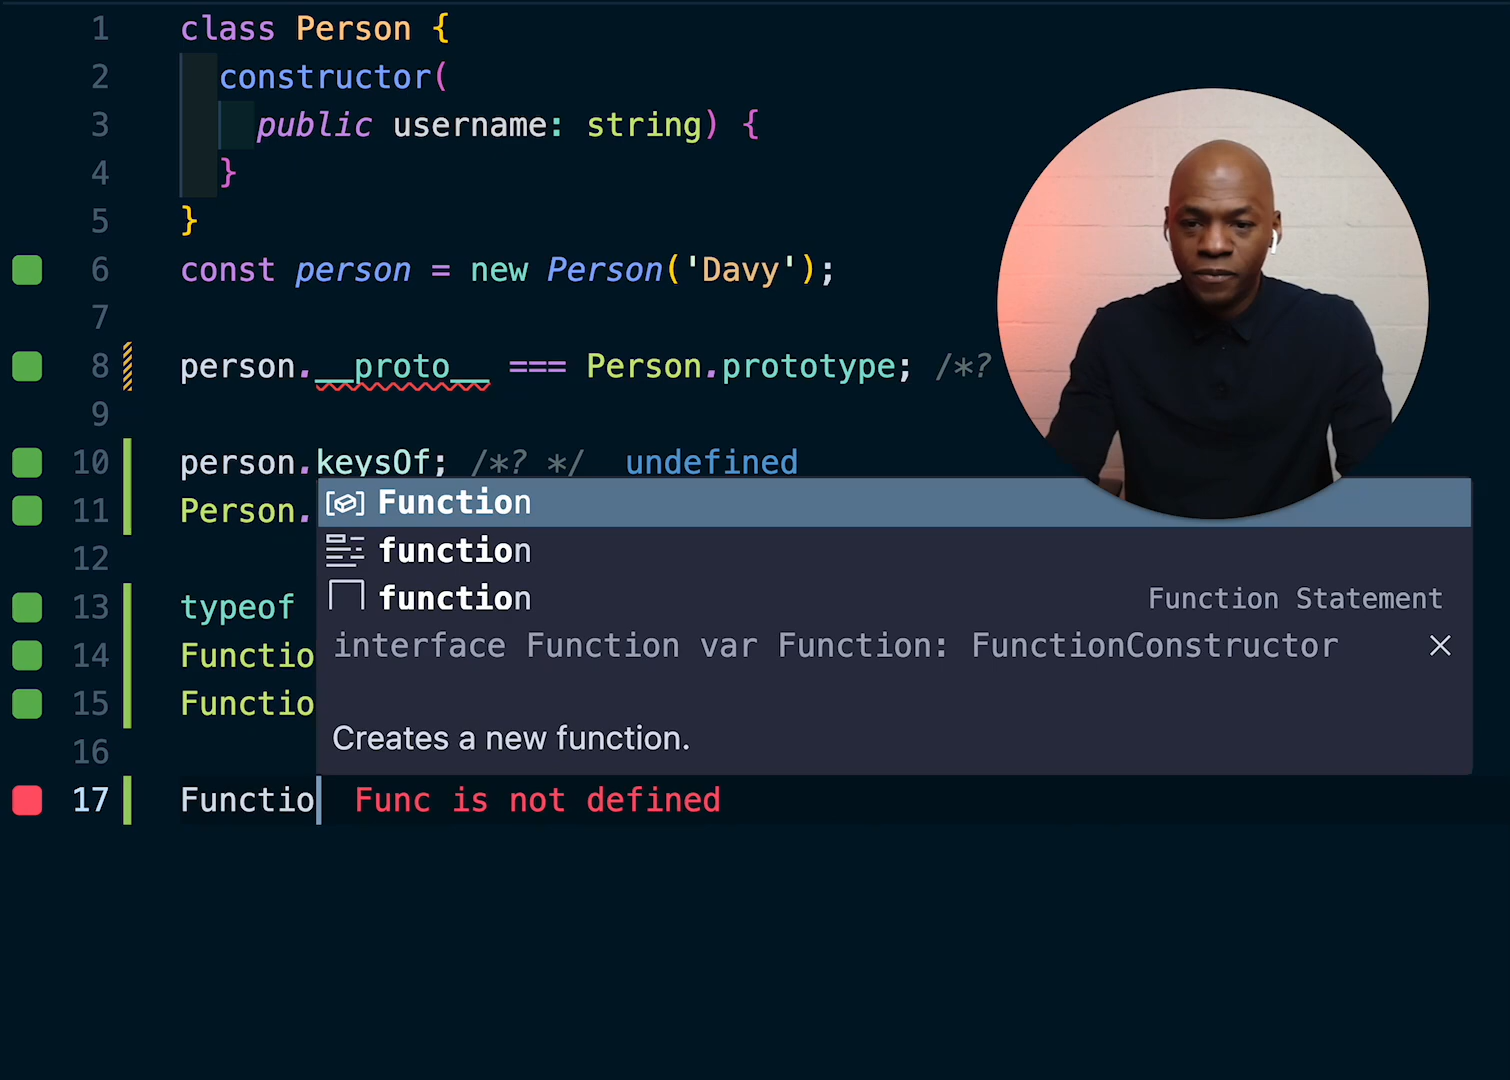 1 class Person {
2 constructor(
3 public username: string) {
4 }
5 }
6 const person = new Person('Davy');
7
8 person.__proto__ === Person.prototype; /*?
9
10 person.keysOf; /*? */ undefined
11 Person.
Function
12
function
13 typeof
function Function Statement
14 Functio
interface Function var Function: FunctionConstructor
15 Functio
Creates a new function.
16
17 Functio Func is not defined